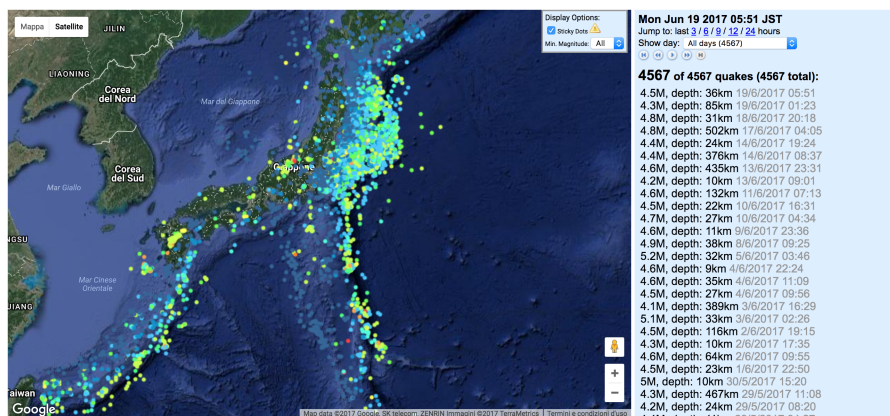 Mappa Satellite
JILIN
LIAONING
Corea
del Nord
Mar del Giappone
Corea
del Sud
Giappone
Mar Giallo
NGSU
Mar Cinese
Orientale
JIANG
aiwan
Google
Map data ©2017 Google, SK telecom, ZENRIN Immagini ©2017 TerraMetrics
Termini e condizioni d'uso
Display Options:
Sticky Dots
Min. Magnitude: All
Mon Jun 19 2017 05:51 JST
Jump to: last 3 / 6 / 9 / 12 / 24 hours
Show day: All days (4567)
4567 of 4567 quakes (4567 total):
4.5M, depth: 36km 19/6/2017 05:51
4.3M, depth: 85km 19/6/2017 01:23
4.8M, depth: 31km 18/6/2017 20:18
4.8M, depth: 502km 17/6/2017 04:05
4.4M, depth: 24km 14/6/2017 19:24
4.4M, depth: 376km 14/6/2017 08:37
4.6M, depth: 435km 13/6/2017 23:31
4.2M, depth: 10km 13/6/2017 09:01
4.6M, depth: 132km 11/6/2017 07:13
4.5M, depth: 22km 10/6/2017 16:31
4.7M, depth: 27km 10/6/2017 04:34
4.6M, depth: 11km 9/6/2017 23:36
4.9M, depth: 38km 8/6/2017 09:25
5.2M, depth: 32km 5/6/2017 03:46
4.6M, depth: 9km 4/6/2017 22:24
4.6M, depth: 35km 4/6/2017 11:09
4.5M, depth: 27km 4/6/2017 09:56
4.1M, depth: 389km 3/6/2017 16:29
5.1M, depth: 33km 3/6/2017 02:26
4.5M, depth: 116km 2/6/2017 19:15
4.3M, depth: 10km 2/6/2017 17:35
4.6M, depth: 64km 2/6/2017 09:55
4.5M, depth: 23km 1/6/2017 22:50
5M, depth: 10km 30/5/2017 15:20
4.3M, depth: 467km 29/5/2017 11:08
4.2M, depth: 24km 29/5/2017 08:20